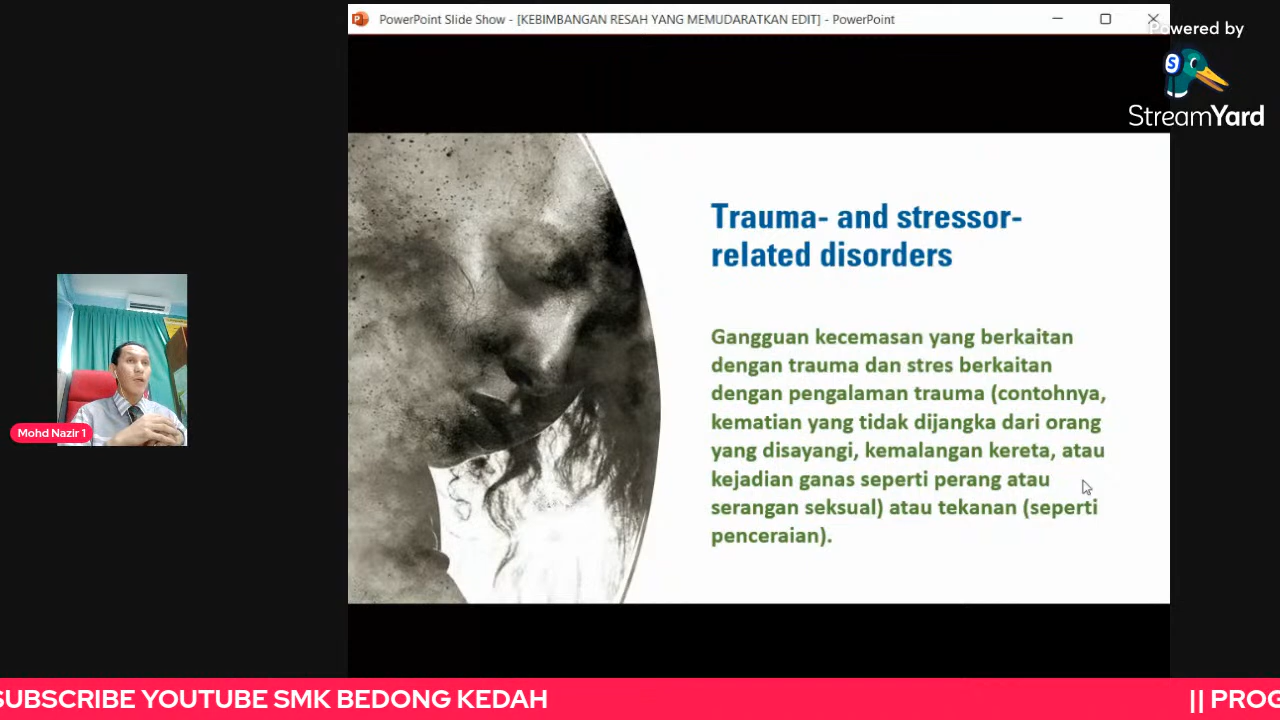 PowerPoint Slide Show - [KEBIMBANGAN RESAH YANG MEMUDARATKAN EDIT] - PowerPoint
Powered by
S
StreamYard
Trauma- and stressor-
related disorders
Gangguan kecemasan yang berkaitan
dengan trauma dan stres berkaitan
dengan pengalaman trauma (contohnya,
kematian yang tidak dijangka dari orang
yang disayangi, kemalangan kereta, atau
kejadian ganas seperti perang atau
serangan seksual) atau tekanan (seperti
penceraian).
Mohd Nazir 1
SUBSCRIBE YOUTUBE SMK BEDONG KEDAH
|| PROG